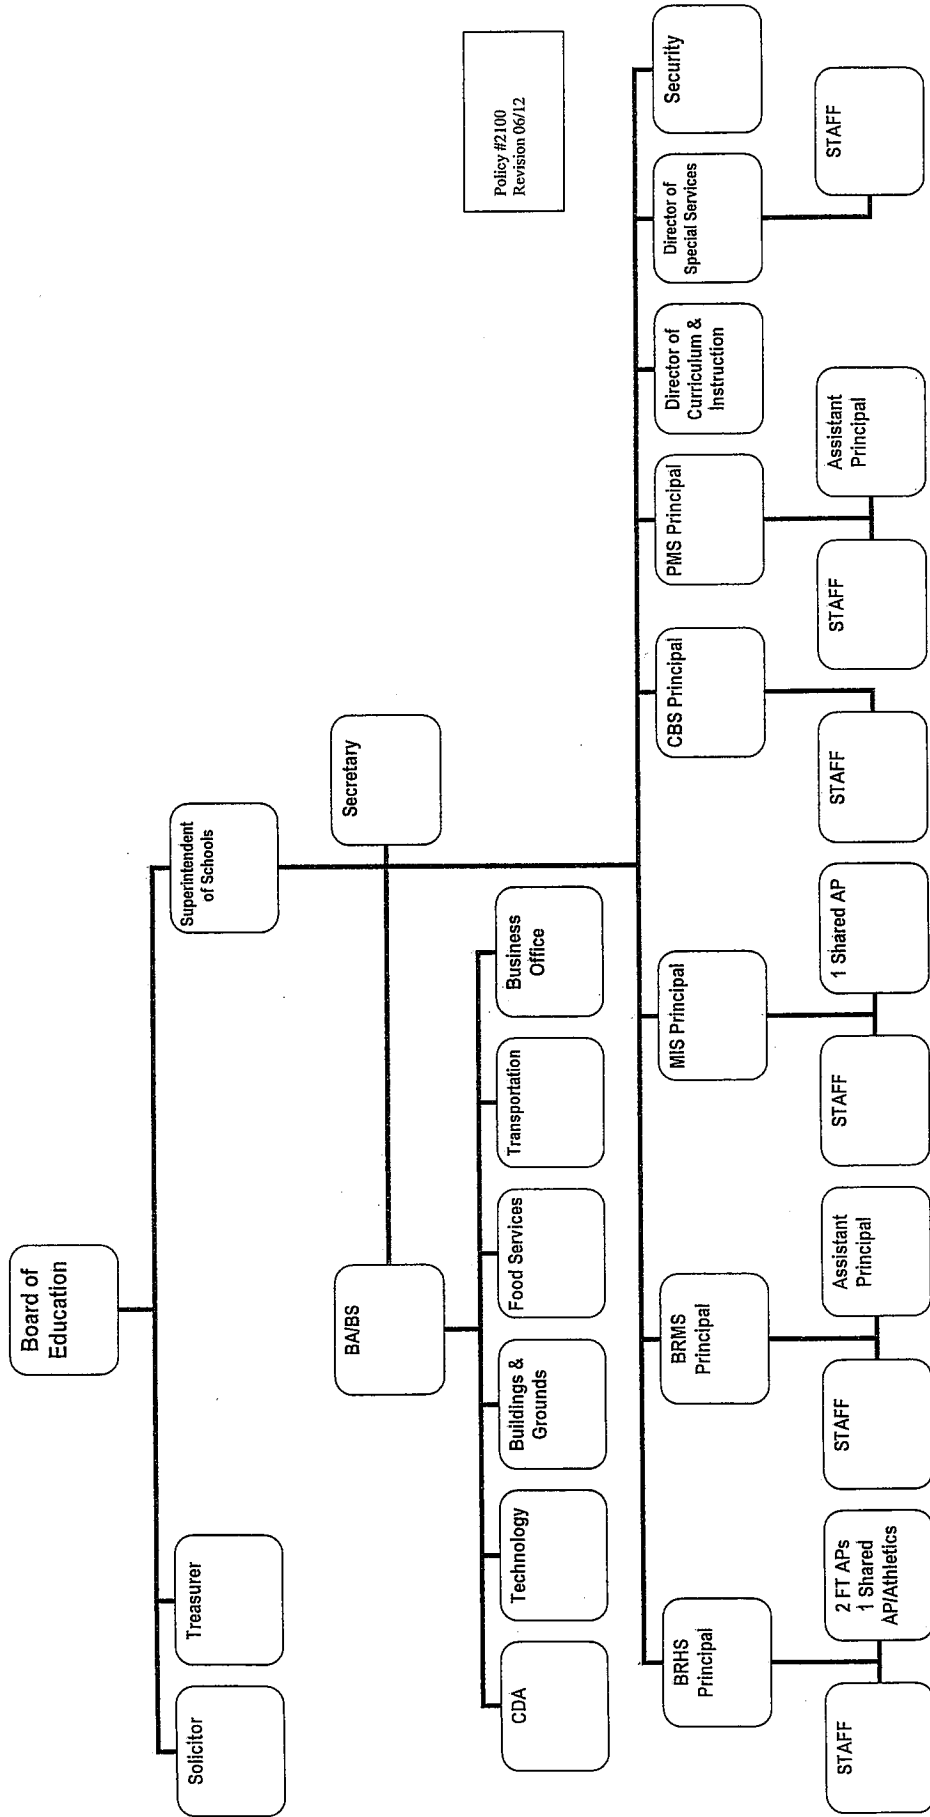 Board of
Education
Solicitor
Treasurer
Superintendent
of Schools
BA/BS
Secretary
CDA
Technology
Buildings &
Grounds
Food Services
Transportation
Business
Office
Policy #2100
Revision 06/12
BRHS
Principal
BRMS
Principal
MIS Principal
CBS Principal
PMS Principal
Director of
Curriculum &
Instruction
Director of
Special Services
Security
STAFF
2 FT APs
1 Shared
AP/Athletics
STAFF
Assistant
Principal
STAFF
1 Shared AP
STAFF
STAFF
Assistant
Principal
STAFF